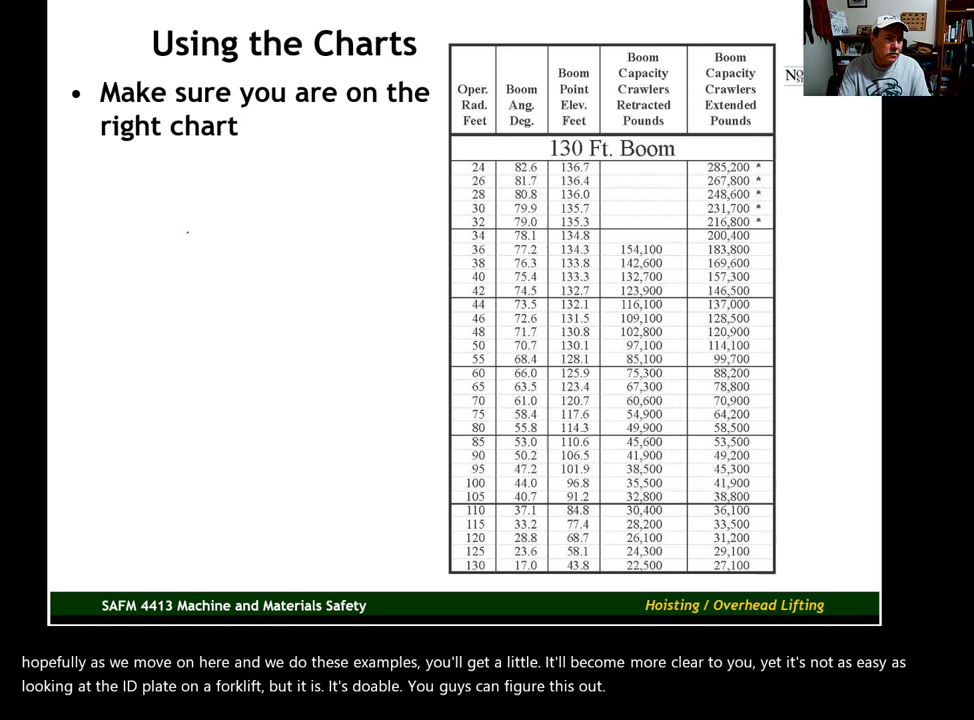 Using the Charts
• Make sure you are on the
right chart
Oper. Rad. Feet | Boom Ang. Deg. | Boom Point Elev. Feet | Boom Capacity Crawlers Retracted Pounds | Boom Capacity Crawlers Extended Pounds
130 Ft. Boom
24 82.6 136.7 285,200 *
26 81.7 136.4 267,800 *
28 80.8 136.0 248,600 *
30 79.9 135.7 231,700 *
32 79.0 135.3 216,800 *
34 78.1 134.8 200,400
36 77.2 134.3 154,100 183,800
38 76.3 133.8 142,600 169,600
40 75.4 133.3 132,700 157,300
42 74.5 132.7 123,900 146,500
44 73.5 132.1 116,100 137,000
46 72.6 131.5 109,100 128,500
48 71.7 130.8 102,800 120,900
50 70.7 130.1 97,100 114,100
55 68.4 128.1 85,100 99,700
60 66.0 125.9 75,300 88,200
65 63.5 123.4 67,300 78,800
70 61.0 120.7 60,600 70,900
75 58.4 117.6 54,900 64,200
80 55.8 114.3 49,900 58,500
85 53.0 110.6 45,600 53,500
90 50.2 106.5 41,900 49,200
95 47.2 101.9 38,500 45,300
100 44.0 96.8 35,500 41,900
105 40.7 91.2 32,800 38,800
110 37.1 84.8 30,400 36,100
115 33.2 77.4 28,200 33,500
120 28.8 68.7 26,100 31,200
125 23.6 58.1 24,300 29,100
130 17.0 43.8 22,500 27,100
SAFM 4413 Machine and Materials Safety
Hoisting / Overhead Lifting
hopefully as we move on here and we do these examples, you'll get a little. It'll become more clear to you, yet it's not as easy as
looking at the ID plate on a forklift, but it is. It's doable. You guys can figure this out.